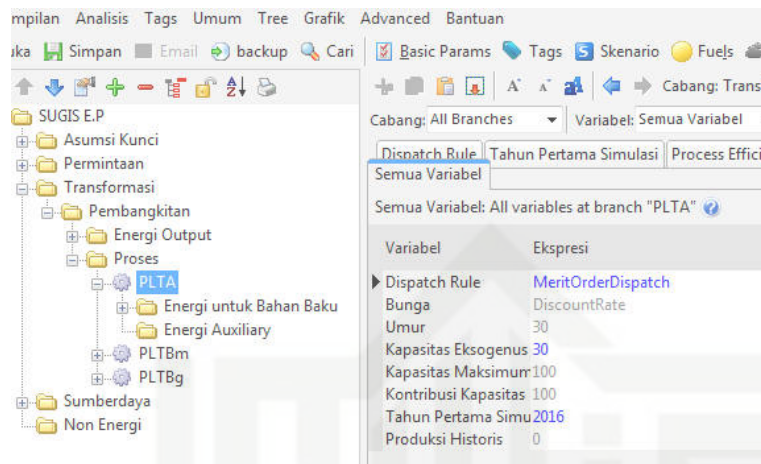 mpilan Analisis Tags Umum Tree Grafik Advanced Bantuan
uka Simpan Email backup Cari Basic Params Tags Skenario Fuels
A A Cabang: Trans
Cabang: All Branches Variabel: Semua Variabel
Dispatch Rule Tahun Pertama Simulasi Process Effici
Semua Variabel
Semua Variabel: All variables at branch "PLTA"
Variabel Ekspresi
Dispatch Rule MeritOrderDispatch
Bunga DiscountRate
Umur 30
Kapasitas Eksogenus 30
Kapasitas Maksimum 100
Kontribusi Kapasitas 100
Tahun Pertama Simu 2016
Produksi Historis 0
SUGIS E.P
Asumsi Kunci
Permintaan
Transformasi
Pembangkitan
Energi Output
Proses
PLTA
Energi untuk Bahan Baku
Energi Auxiliary
PLTBm
PLTBg
Sumberdaya
Non Energi